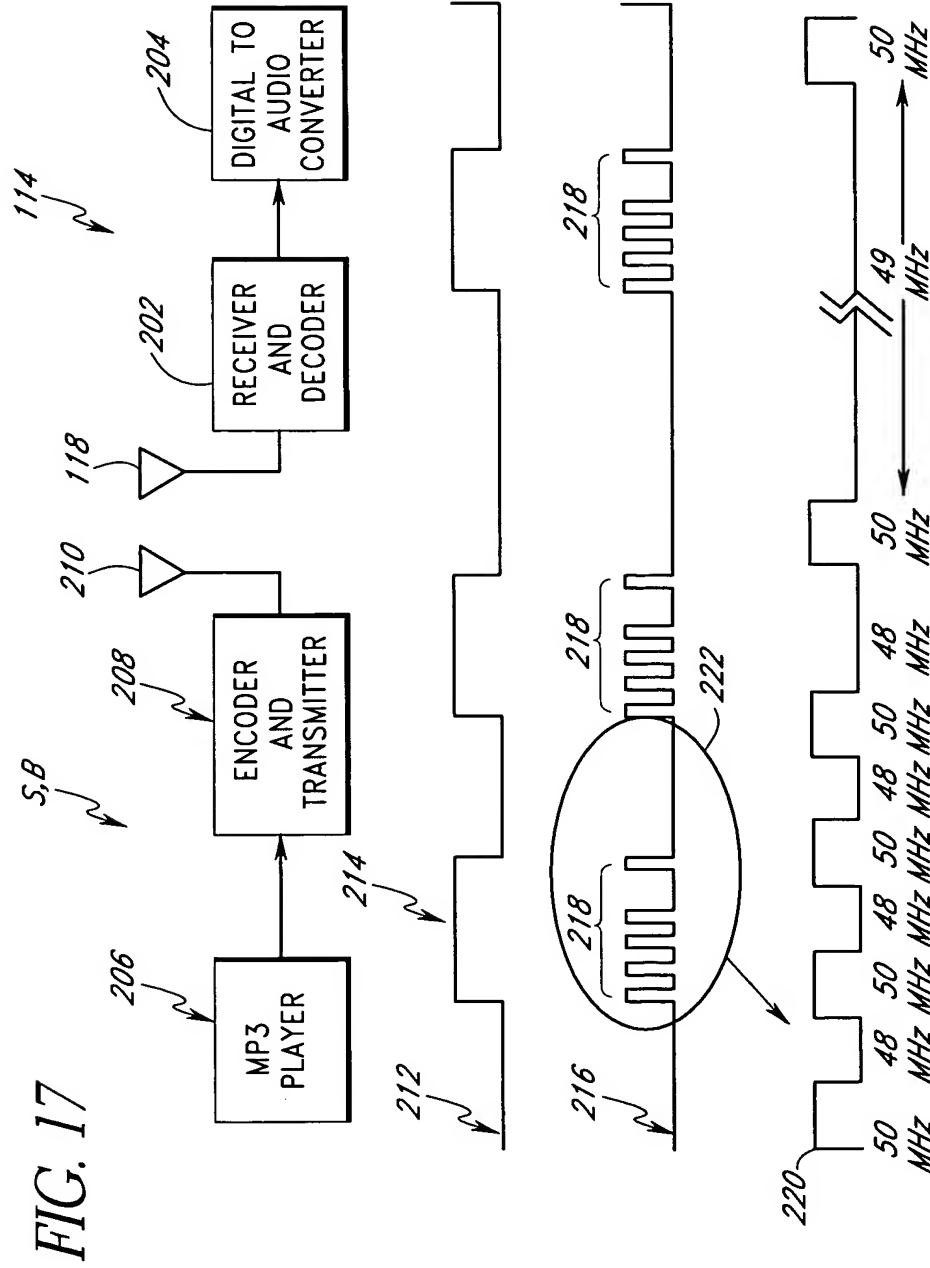 FIG. 17
S,B
114
206
208
210
118
202
204
MP3
PLAYER
ENCODER
AND
TRANSMITTER
RECEIVER
AND
DECODER
DIGITAL TO
AUDIO
CONVERTER
212
214
216
218
218
218
222
220
50
MHz
48
MHz
50
MHz
48
MHz
50
MHz
48
MHz
50
MHz
48
MHz
50
MHz
49
MHz
50
MHz